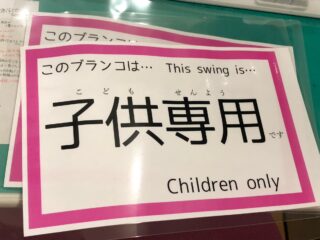 このブランコは
このブランコは… This swing is…
こども せんよう
子供専用です
Children only